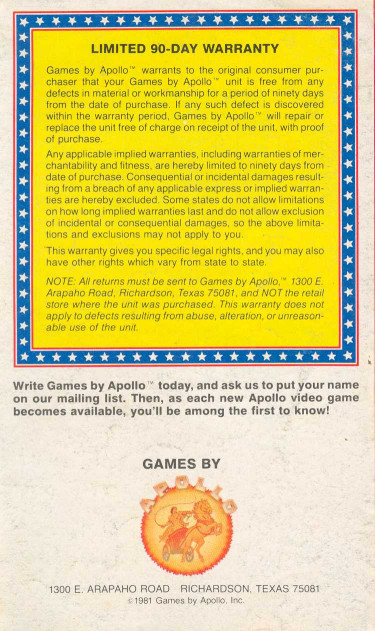 LIMITED 90-DAY WARRANTY
Games by Apollo™ warrants to the original consumer pur-
chaser that your Games by Apollo™ unit is free from any
defects in material or workmanship for a period of ninety days
from the date of purchase. If any such defect is discovered
within the warranty period, Games by Apollo™ will repair or
replace the unit free of charge on receipt of the unit, with proof
of purchase.
Any applicable implied warranties, including warranties of mer-
chantability and fitness, are hereby limited to ninety days from
date of purchase. Consequential or incidental damages result-
ing from a breach of any applicable express or implied warran-
ties are hereby excluded. Some states do not allow limitations
on how long implied warranties last and do not allow exclusion
of incidental or consequential damages, so the above limita-
tions and exclusions may not apply to you.
This warranty gives you specific legal rights, and you may also
have other rights which vary from state to state.
NOTE: All returns must be sent to Games by Apollo,™ 1300 E.
Arapaho Road, Richardson, Texas 75081, and NOT the retail
store where the unit was purchased. This warranty does not
apply to defects resulting from abuse, alteration, or unreason-
able use of the unit.
Write Games by Apollo™ today, and ask us to put your name
on our mailing list. Then, as each new Apollo video game
becomes available, you'll be among the first to know!
GAMES BY
APOLLO
1300 E. ARAPAHO ROAD RICHARDSON, TEXAS 75081
©1981 Games by Apollo, Inc.